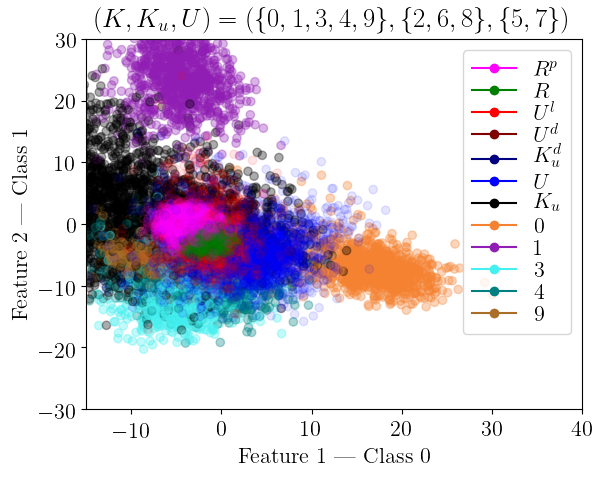 (K, K_u, U) = ({0, 1, 3, 4, 9}, {2, 6, 8}, {5, 7})
30
20
10
0
−10
−20
−30
Feature 2 — Class 1
R^p
R
U^l
U^d
K_u^d
U
K_u
0
1
3
4
9
−10
0
10
20
30
40
Feature 1 — Class 0